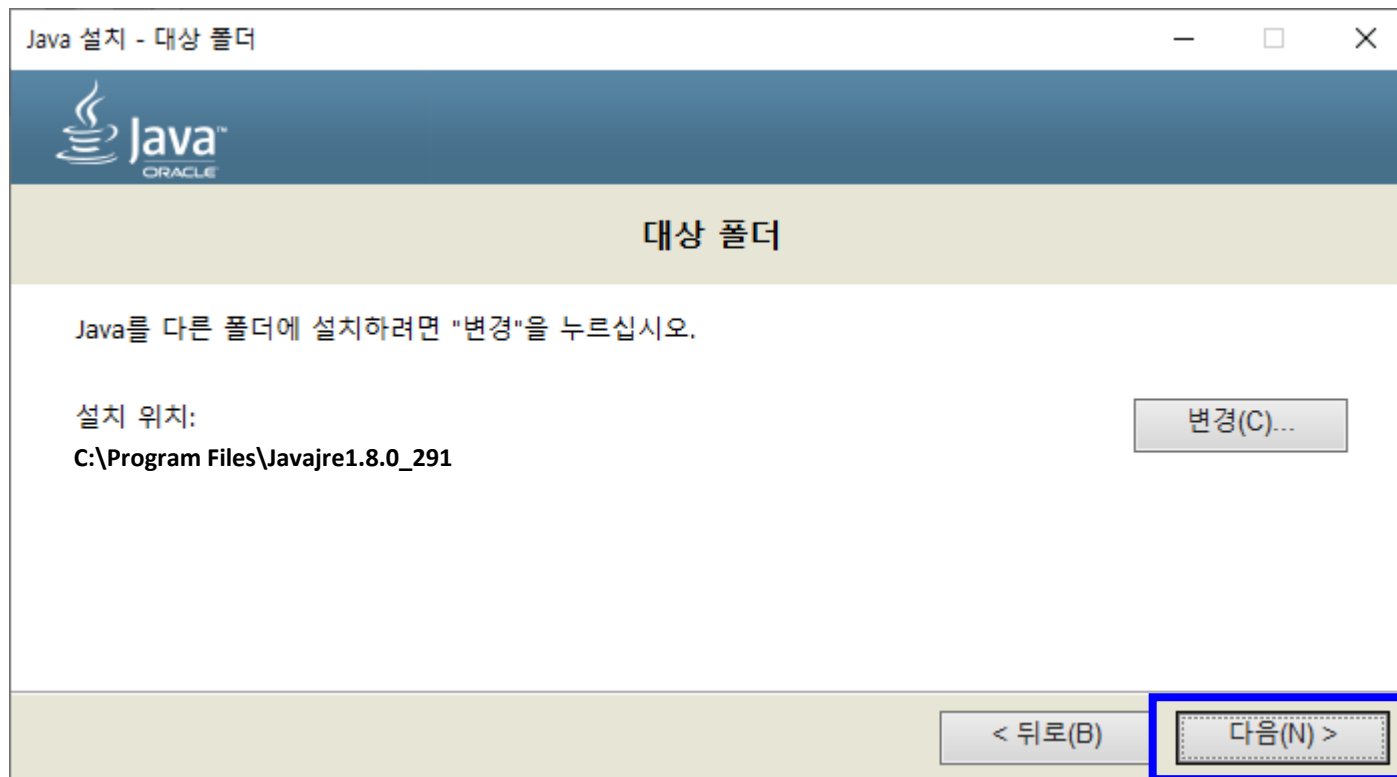 Java 설치 - 대상 폴더
Java™
ORACLE
대상 폴더
Java를 다른 폴더에 설치하려면 "변경"을 누르십시오.
설치 위치:
변경(C)...
C:\Program Files\Javajre1.8.0_291
< 뒤로(B)
다음(N) >